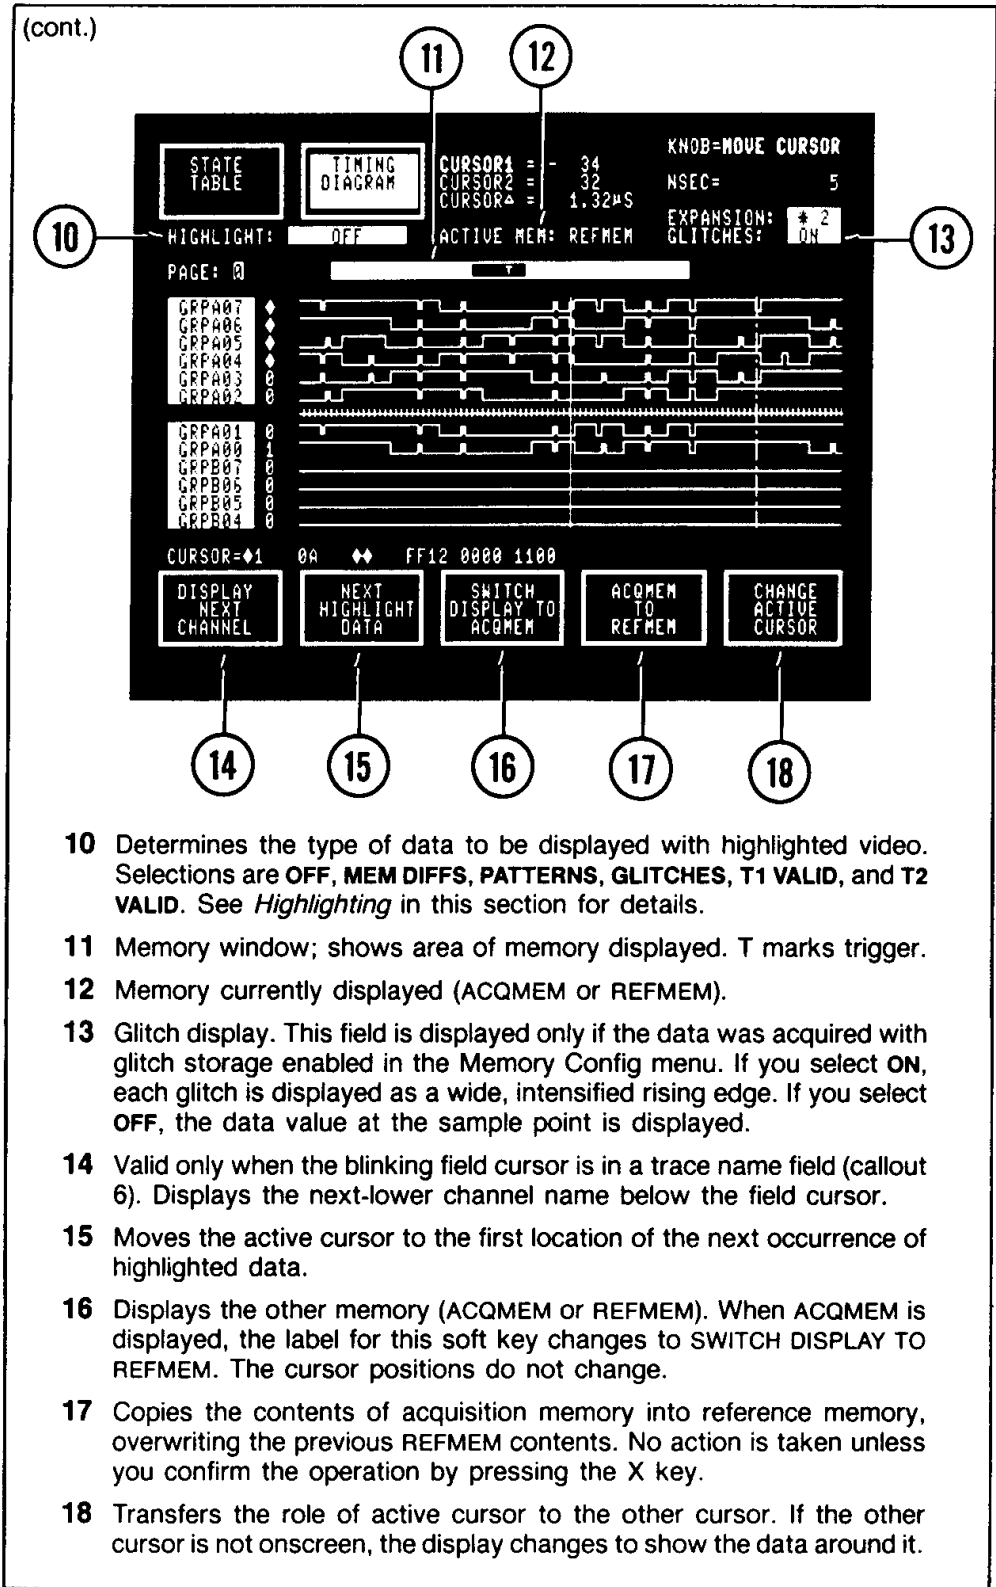 (cont.)
11
12
STATE
TABLE
TIMING
DIAGRAM
CURSOR1 = - 34
CURSOR2 = 32
CURSOR▵ = 1.32µS
KNOB=MOVE CURSOR
NSEC= 5
EXPANSION: * 2
GLITCHES: ON
10
HIGHLIGHT: OFF
ACTIVE MEM: REFMEM
13
PAGE: 0
T
GRPA07 ♦
GRPA06 ♦
GRPA05 ♦
GRPA04 ♦
GRPA03 0
GRPA02 0
GRPA01 0
GRPA00 1
GRPB07 0
GRPB06 0
GRPB05 0
GRPB04 0
CURSOR=♦1 0A ♦♦ FF12 0000 1100
DISPLAY
NEXT
CHANNEL
NEXT
HIGHLIGHT
DATA
SWITCH
DISPLAY TO
ACQMEM
ACQMEM
TO
REFMEM
CHANGE
ACTIVE
CURSOR
14
15
16
17
18
10 Determines the type of data to be displayed with highlighted video.
Selections are OFF, MEM DIFFS, PATTERNS, GLITCHES, T1 VALID, and T2
VALID. See Highlighting in this section for details.
11 Memory window; shows area of memory displayed. T marks trigger.
12 Memory currently displayed (ACQMEM or REFMEM).
13 Glitch display. This field is displayed only if the data was acquired with
glitch storage enabled in the Memory Config menu. If you select ON,
each glitch is displayed as a wide, intensified rising edge. If you select
OFF, the data value at the sample point is displayed.
14 Valid only when the blinking field cursor is in a trace name field (callout
6). Displays the next-lower channel name below the field cursor.
15 Moves the active cursor to the first location of the next occurrence of
highlighted data.
16 Displays the other memory (ACQMEM or REFMEM). When ACQMEM is
displayed, the label for this soft key changes to SWITCH DISPLAY TO
REFMEM. The cursor positions do not change.
17 Copies the contents of acquisition memory into reference memory,
overwriting the previous REFMEM contents. No action is taken unless
you confirm the operation by pressing the X key.
18 Transfers the role of active cursor to the other cursor. If the other
cursor is not onscreen, the display changes to show the data around it.